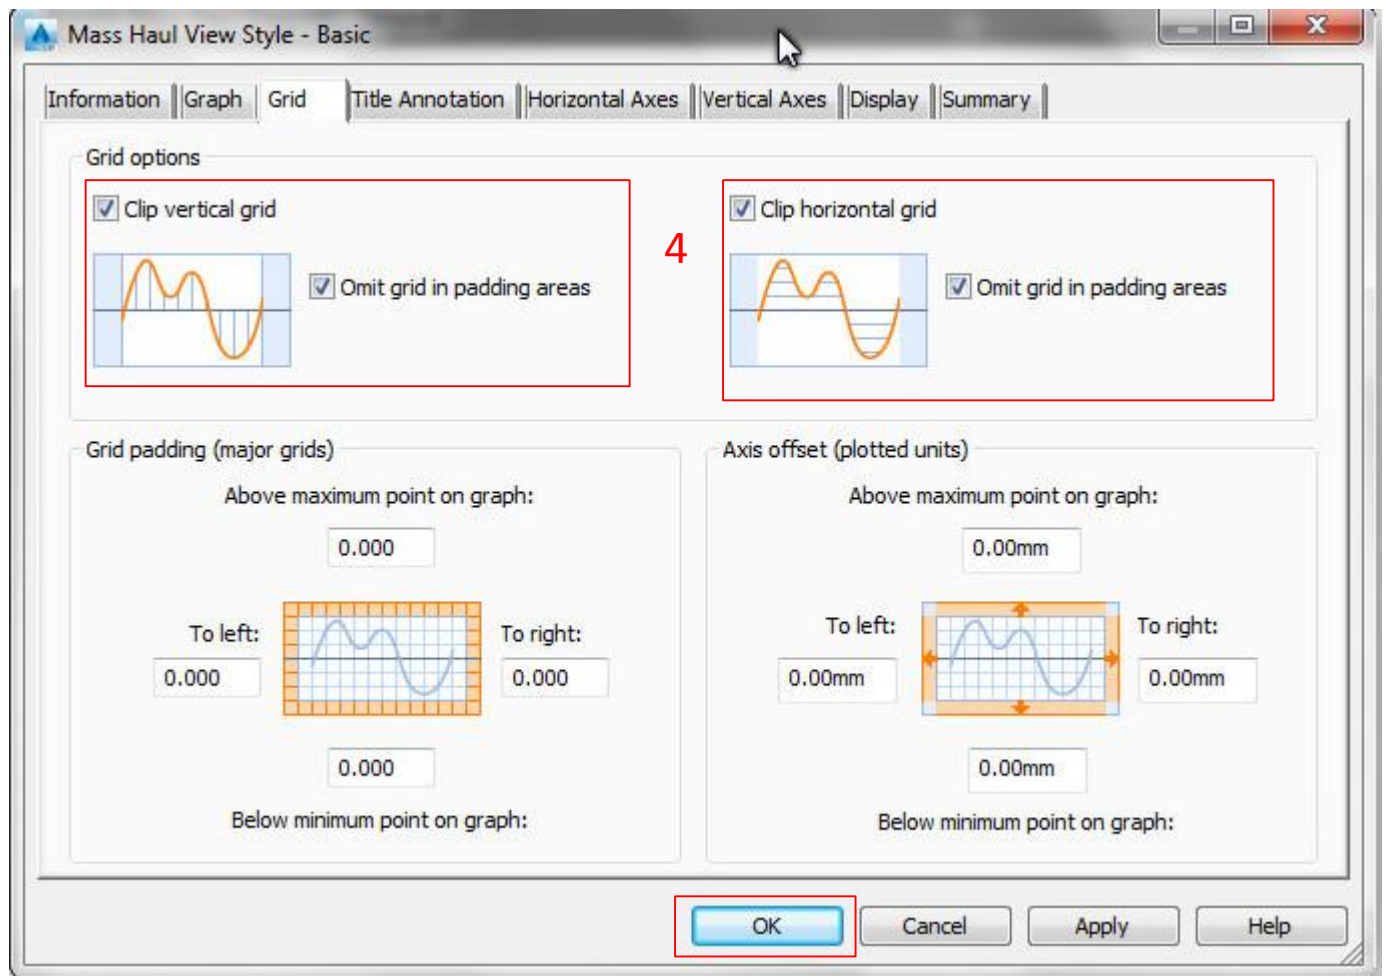 Mass Haul View Style - Basic
Information Graph Grid Title Annotation Horizontal Axes Vertical Axes Display Summary
Grid options
Clip vertical grid
Omit grid in padding areas
4
Clip horizontal grid
Omit grid in padding areas
Grid padding (major grids)
Above maximum point on graph:
0.000
To left:
0.000
To right:
0.000
0.000
Below minimum point on graph:
Axis offset (plotted units)
Above maximum point on graph:
0.00mm
To left:
0.00mm
To right:
0.00mm
0.00mm
Below minimum point on graph:
OK Cancel Apply Help